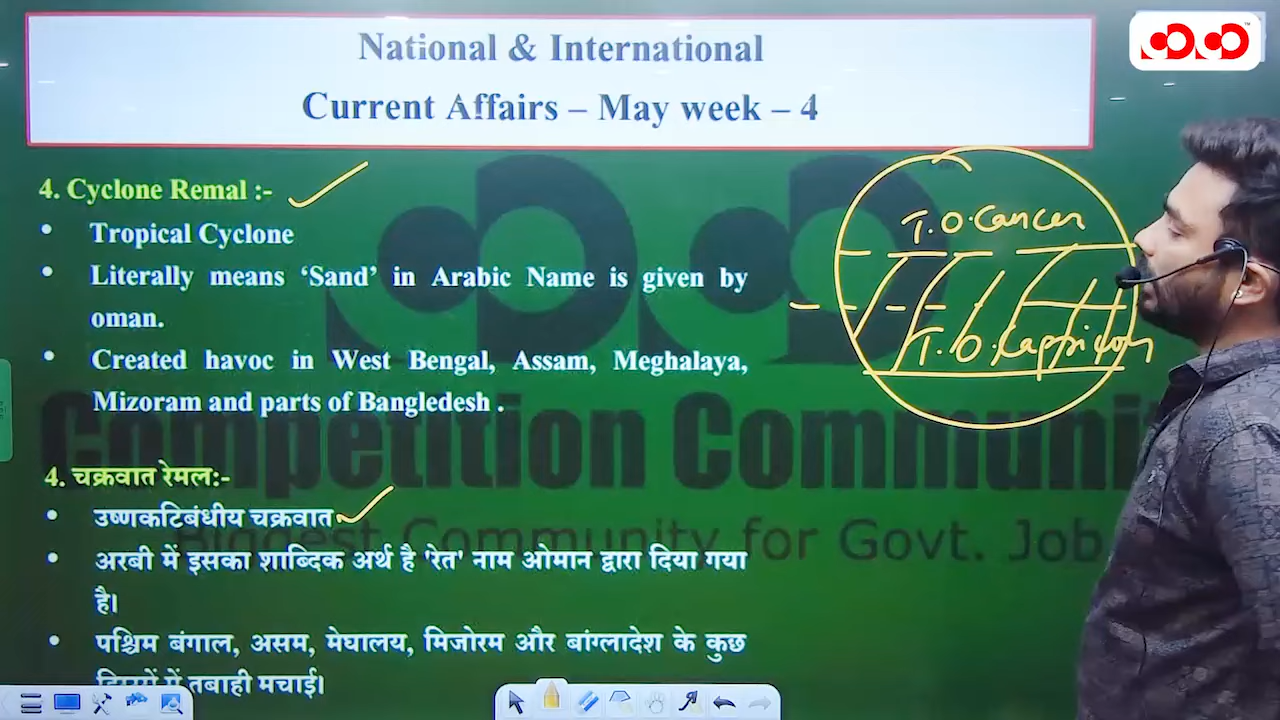 National & International
Current Affairs – May week – 4
4. Cyclone Remal :-
• Tropical Cyclone
• Literally means ‘Sand’ in Arabic Name is given by
oman.
• Created havoc in West Bengal, Assam, Meghalaya,
Mizoram and parts of Bangledesh .
T.O.Cancer
T.O.Capricorn
4. चक्रवात रेमल:-
• उष्णकटिबंधीय चक्रवात
• अरबी में इसका शाब्दिक अर्थ है 'रेत' नाम ओमान द्वारा दिया गया
है।
• पश्चिम बंगाल, असम, मेघालय, मिजोरम और बांग्लादेश के कुछ
हिस्सों में तबाही मचाई।
Competition Communit
Biggest Community for Govt. Job